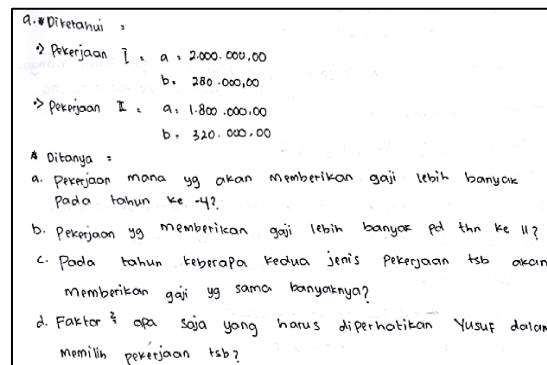 a. * Diketahui :
·> Pekerjaan I : a : 2.000.000,00
b. 280.000,00
·> Pekerjaan II : a. 1.800.000,00
b. 320.000,00
* Ditanya :
a. Pekerjaan mana yg akan memberikan gaji lebih banyak
pada tahun ke -4?
b. Pekerjaan yg memberikan gaji lebih banyak pd thn ke 11?
c. Pada tahun keberapa kedua jenis pekerjaan tsb akan
memberikan gaji yg sama banyaknya?
d. Faktor² apa saja yang harus diperhatikan Yusuf dalam
memilih pekerjaan tsb?